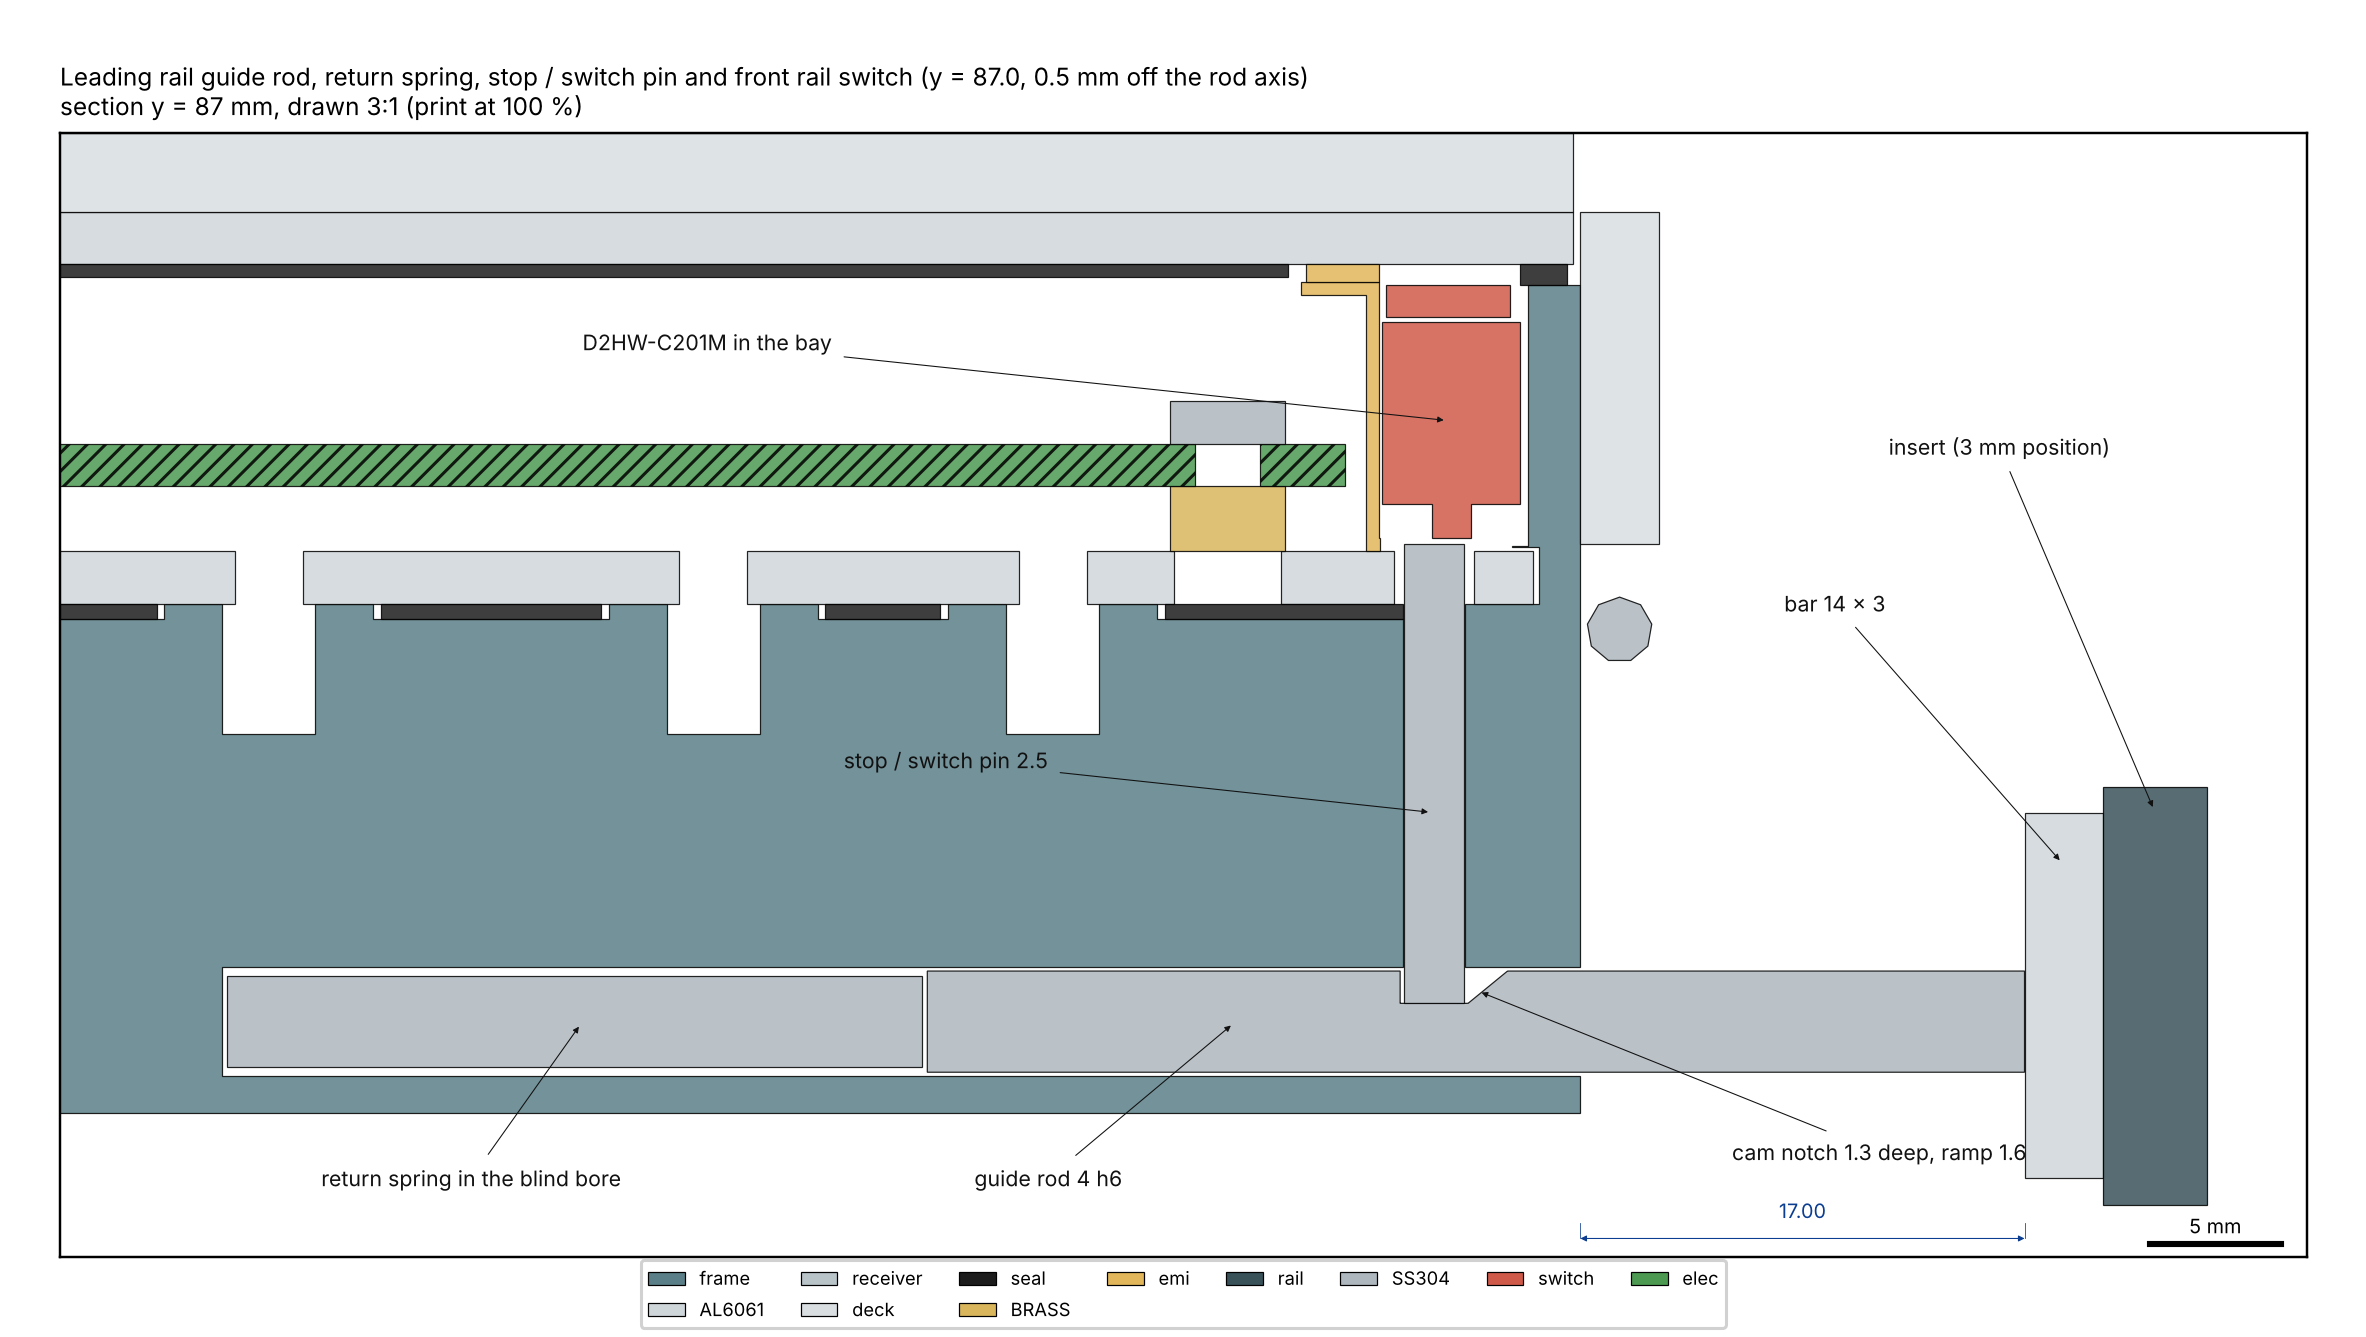 Leading rail guide rod, return spring, stop / switch pin and front rail switch (y = 87.0, 0.5 mm off the rod axis)
section y = 87 mm, drawn 3:1 (print at 100 %)
D2HW-C201M in the bay
insert (3 mm position)
bar 14 × 3
stop / switch pin 2.5
cam notch 1.3 deep, ramp 1.6
return spring in the blind bore
guide rod 4 h6
17.00
5 mm
frame
receiver
seal
emi
rail
SS304
switch
elec
AL6061
deck
BRASS